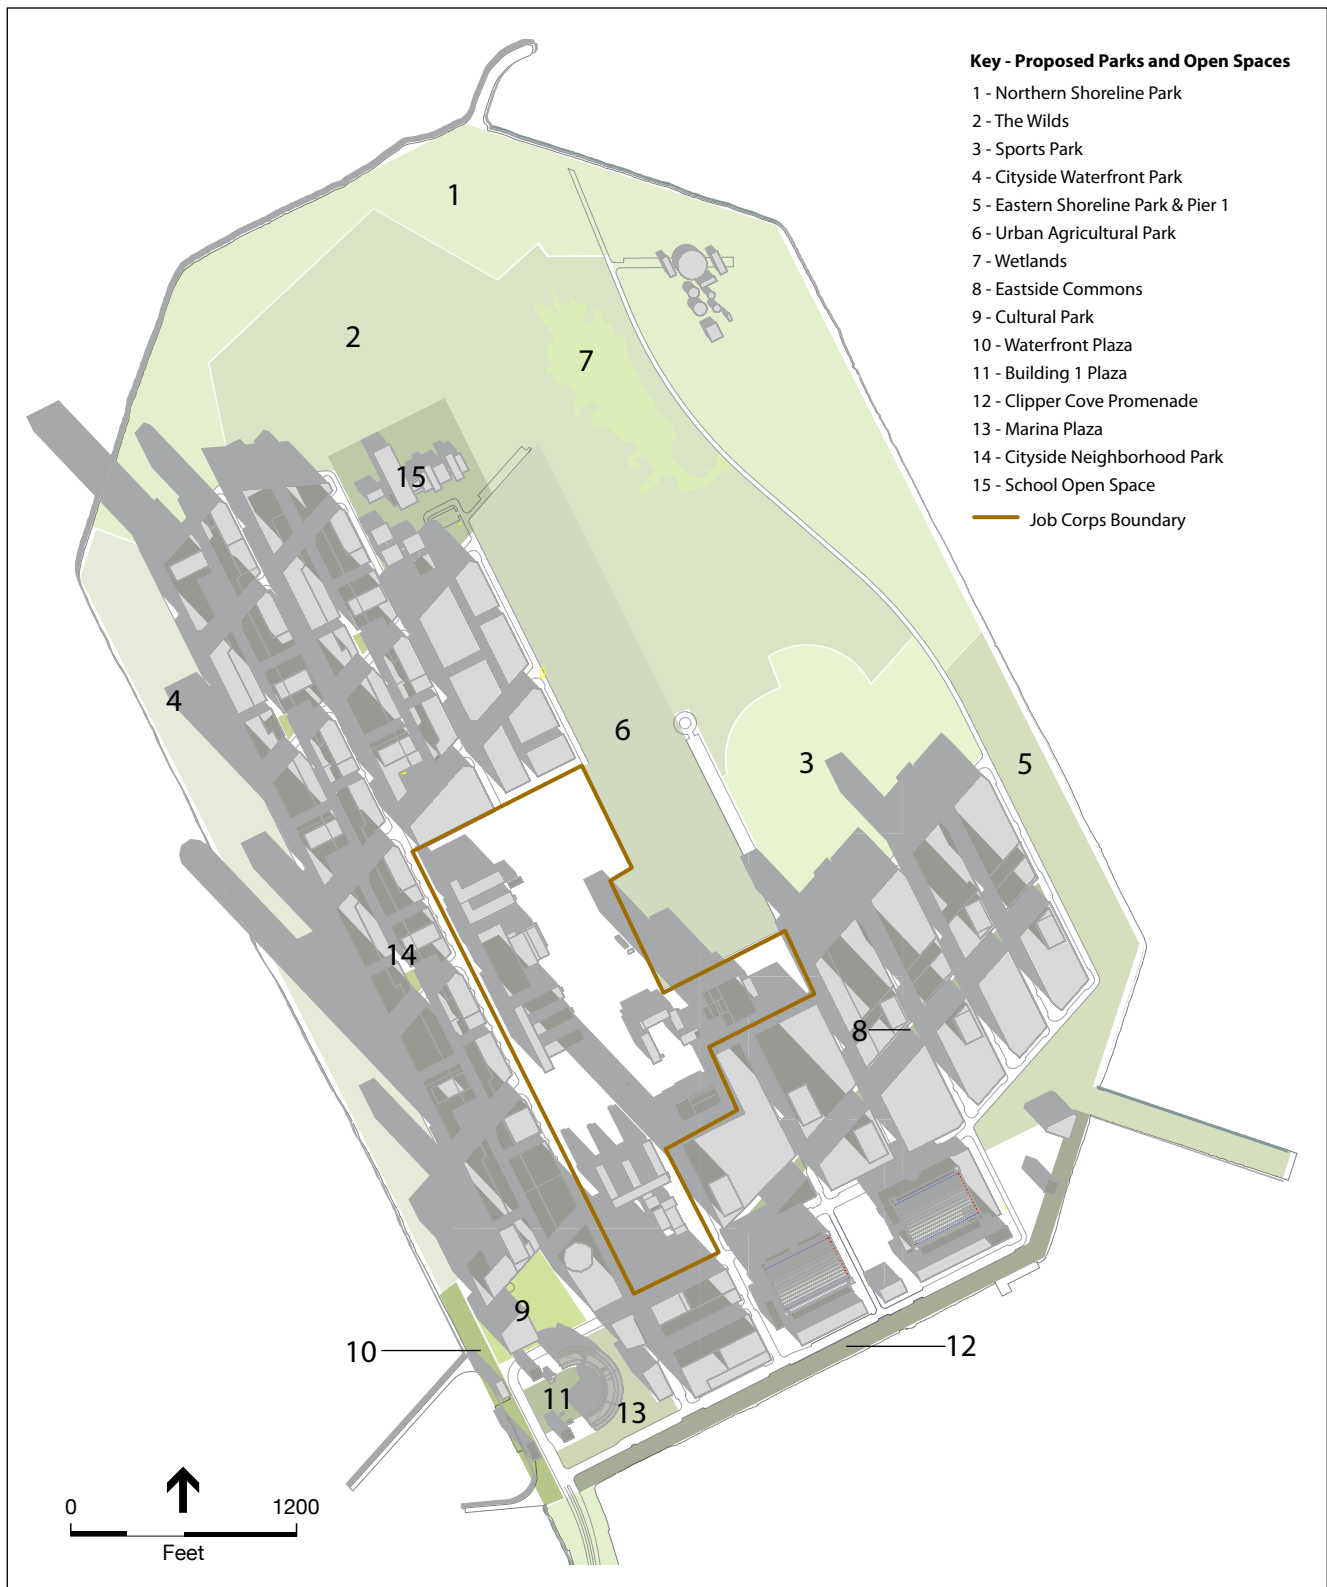 Key - Proposed Parks and Open Spaces
1 - Northern Shoreline Park
2 - The Wilds
3 - Sports Park
4 - Cityside Waterfront Park
5 - Eastern Shoreline Park & Pier 1
6 - Urban Agricultural Park
7 - Wetlands
8 - Eastside Commons
9 - Cultural Park
10 - Waterfront Plaza
11 - Building 1 Plaza
12 - Clipper Cove Promenade
13 - Marina Plaza
14 - Cityside Neighborhood Park
15 - School Open Space
Job Corps Boundary
1
2
7
15
4
6
3
5
14
8
9
10
12
11
13
0 1200
Feet